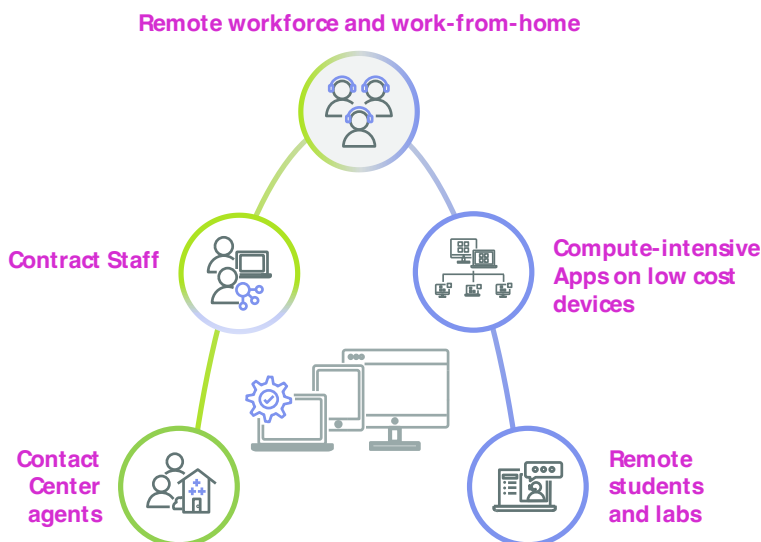 Remote workforce and work-from-home
Contract Staff
Compute-intensive
Apps on low cost
devices
Contact
Center
agents
Remote
students
and labs